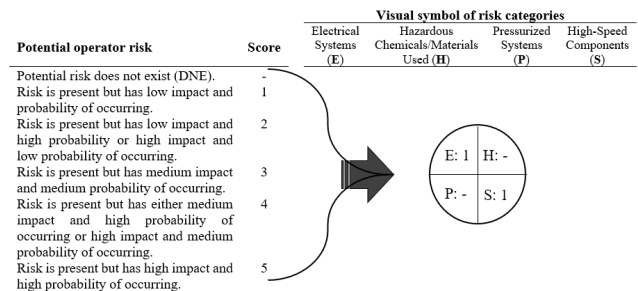 Visual symbol of risk categories
Potential operator risk Score Electrical Systems (E) Hazardous Chemicals/Materials Used (H) Pressurized Systems (P) High-Speed Components (S)
Potential risk does not exist (DNE). -
Risk is present but has low impact and 1
probability of occurring.
Risk is present but has low impact and 2
high probability or high impact and
low probability of occurring.
Risk is present but has medium impact 3
and medium probability of occurring.
Risk is present but has either medium 4
impact and high probability of
occurring or high impact and medium
probability of occurring.
Risk is present but has high impact and 5
high probability of occurring.
E: 1 H: -
P: - S: 1